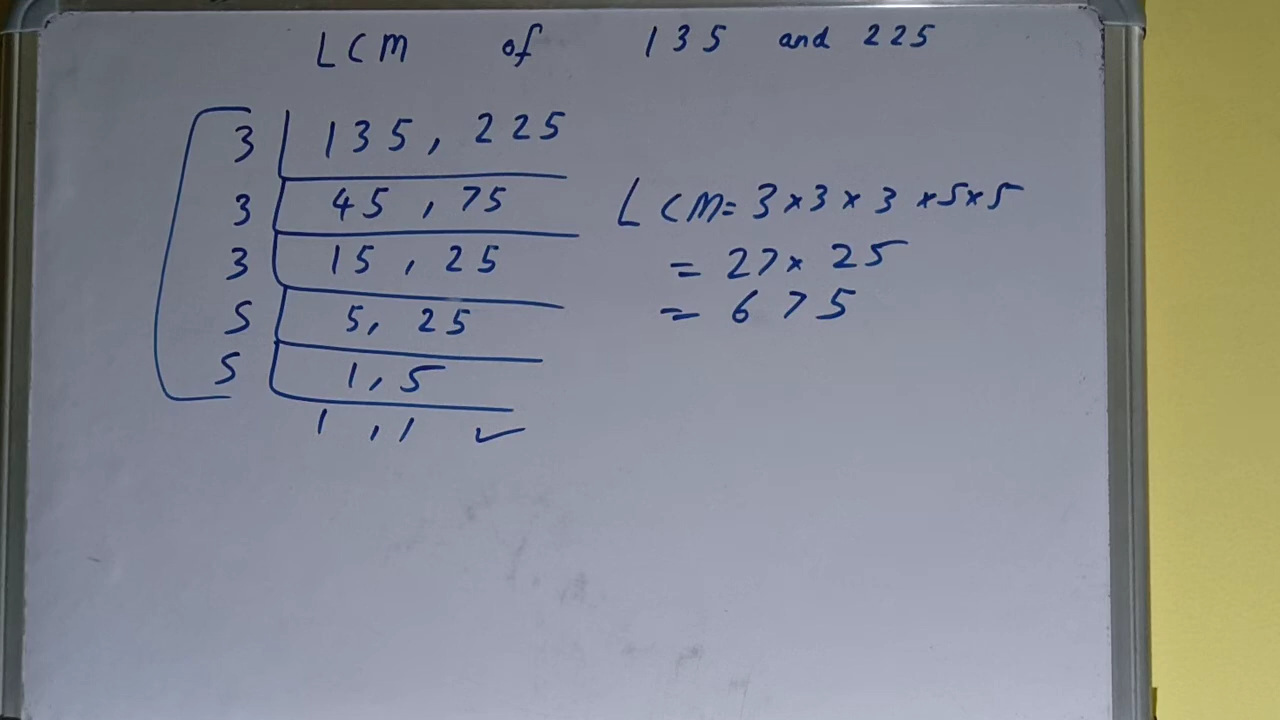 LCM of 135 and 225
3 | 135, 225
3 | 45, 75
3 | 15, 25
5 | 5, 25
5 | 1, 5
1, 1 ✓
LCM = 3 × 3 × 3 × 5 × 5
= 27 × 25
= 675